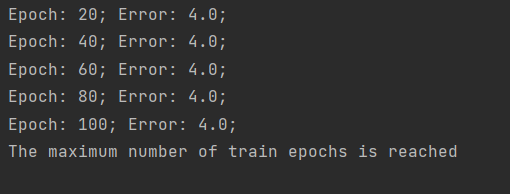 Epoch: 20; Error: 4.0;
Epoch: 40; Error: 4.0;
Epoch: 60; Error: 4.0;
Epoch: 80; Error: 4.0;
Epoch: 100; Error: 4.0;
The maximum number of train epochs is reached